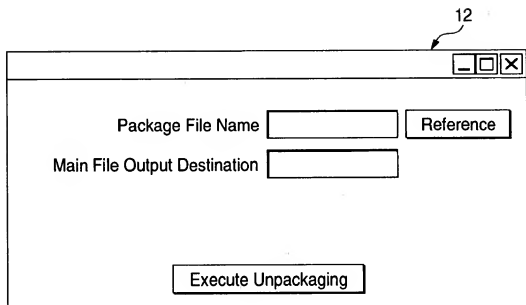 12
Package File Name Reference
Main File Output Destination
Execute Unpackaging